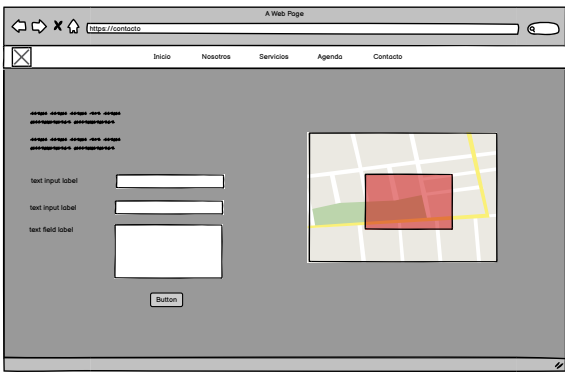 A Web Page
https://contacto
Inicio Nosotros Servicios Agenda Contacto
text input label
text input label
text field label
Button